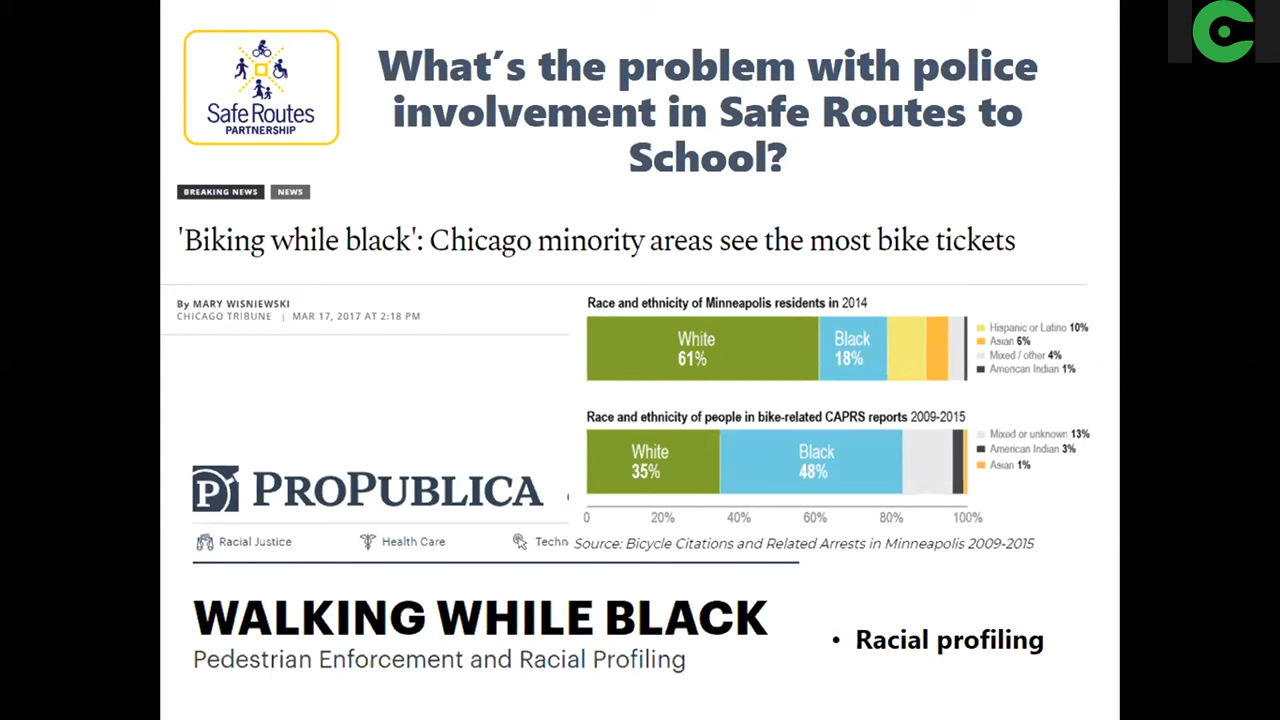 Safe Routes
PARTNERSHIP
What's the problem with police
involvement in Safe Routes to
School?
BREAKING NEWS NEWS
'Biking while black': Chicago minority areas see the most bike tickets
By MARY WISNIEWSKI
CHICAGO TRIBUNE | MAR 17, 2017 AT 2:18 PM
Race and ethnicity of Minneapolis residents in 2014
White
61%
Black
18%
Hispanic or Latino 10%
Asian 6%
Mixed / other 4%
American Indian 1%
Race and ethnicity of people in bike-related CAPRS reports 2009-2015
White
35%
Black
48%
Mixed or unknown 13%
American Indian 3%
Asian 1%
0 20% 40% 60% 80% 100%
Source: Bicycle Citations and Related Arrests in Minneapolis 2009-2015
P PROPUBLICA
Racial Justice Health Care Techn
WALKING WHILE BLACK
Pedestrian Enforcement and Racial Profiling
• Racial profiling